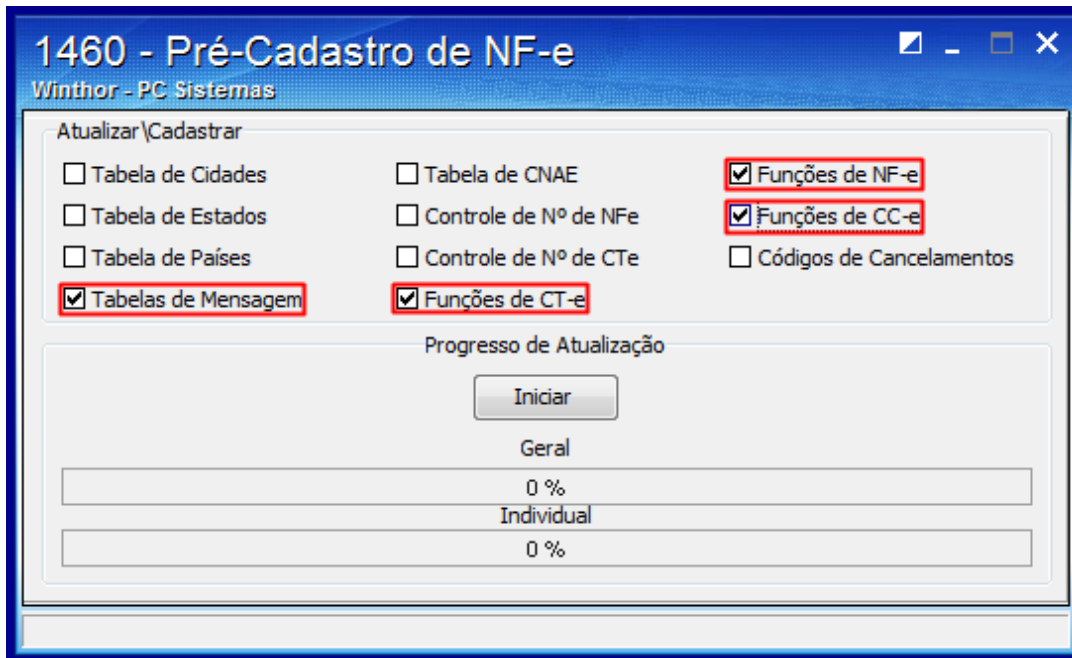 1460 - Pré-Cadastro de NF-e
Winthor - PC Sistemas
Atualizar\Cadastrar
Tabela de Cidades
Tabela de CNAE
Funções de NF-e
Tabela de Estados
Controle de Nº de NFe
Funções de CC-e
Tabela de Países
Controle de Nº de CTe
Códigos de Cancelamentos
Tabelas de Mensagem
Funções de CT-e
Progresso de Atualização
Iniciar
Geral
0 %
Individual
0 %